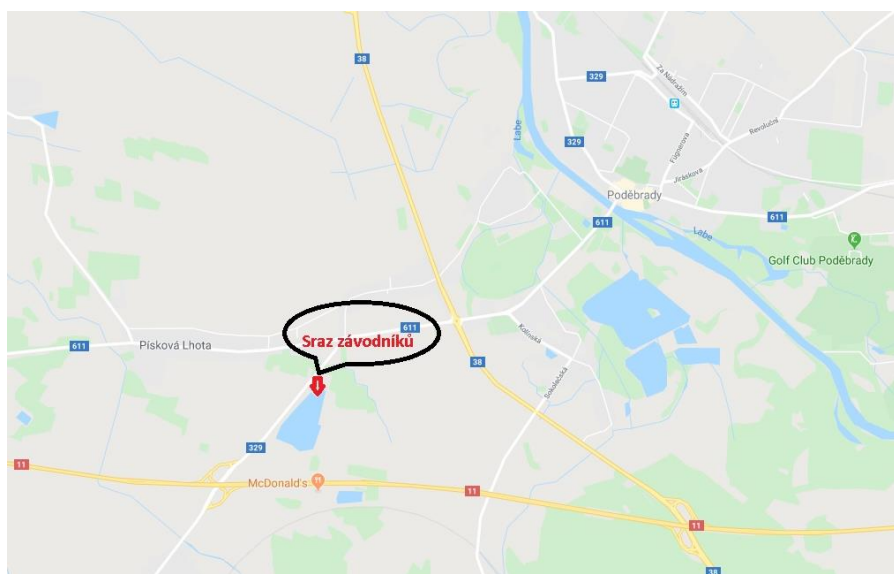 38
329
Za Nádražím
Labe
329
Revoluční
Fügnerova
Jiráskova
Poděbrady
611
611
Labe
Golf Club Poděbrady
Sraz závodníků
611
611
Písková Lhota
Kolínská
38
Sokolečská
329
11
McDonald's
11
11
38